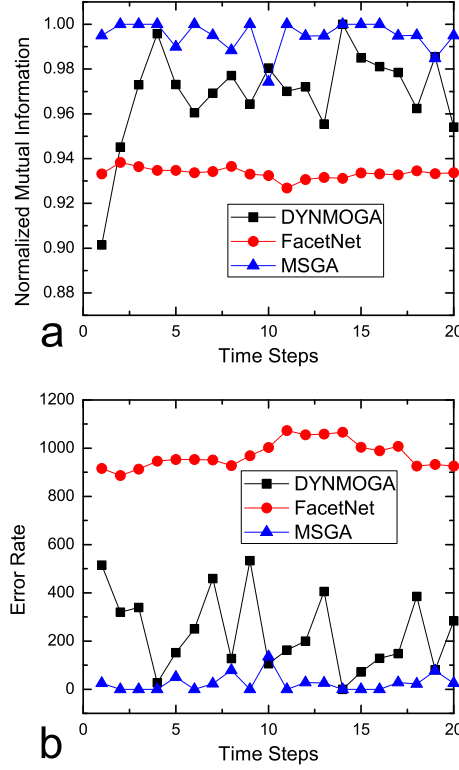 1.00
0.98
0.96
0.94
0.92
0.90
0.88
Normalized Mutual Information
DYNMOGA
FacetNet
MSGA
0 5 10 15 20
Time Steps
a
1200
1000
800
600
400
200
0
Error Rate
DYNMOGA
FacetNet
MSGA
0 5 10 15 20
Time Steps
b